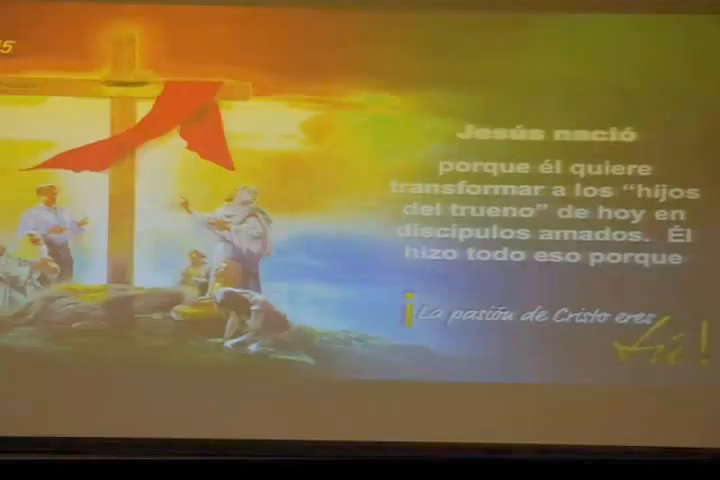 Jesús nació
porque él quiere
transformar a los “hijos
del trueno” de hoy en
discípulos amados. Él
hizo todo eso porque
¡La pasión de Cristo eres
Tú!